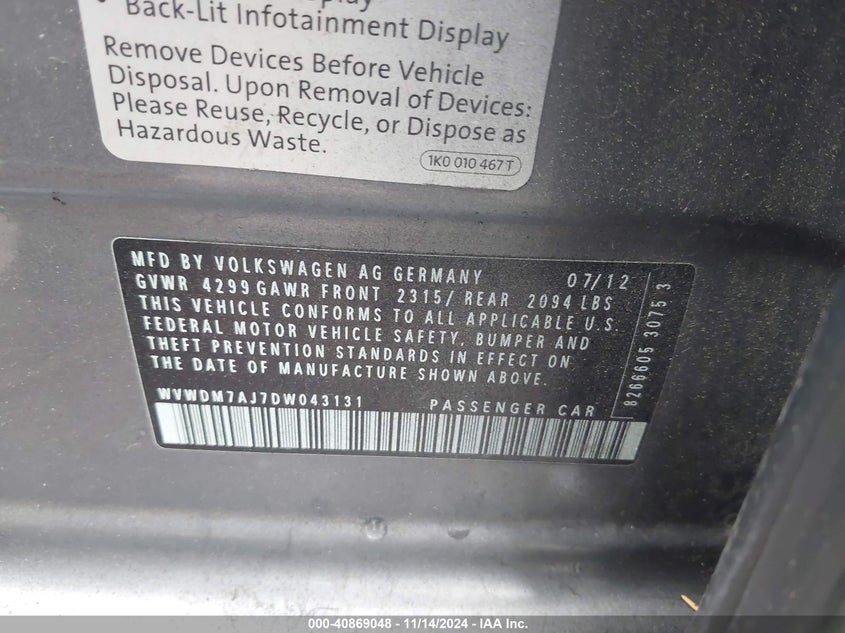 Back-Lit Infotainment Display
Remove Devices Before Vehicle
Disposal. Upon Removal of Devices:
Please Reuse, Recycle, or Dispose as
Hazardous Waste.
1K0 010 467 T
MFD BY VOLKSWAGEN AG GERMANY 07/12
GVWR 4299 GAWR FRONT 2315/ REAR 2094 LBS
THIS VEHICLE CONFORMS TO ALL APPLICABLE U.S.
FEDERAL MOTOR VEHICLE SAFETY, BUMPER AND
THEFT PREVENTION STANDARDS IN EFFECT ON
THE DATE OF MANUFACTURE SHOWN ABOVE.
WVWDM7AJ7DW043131 PASSENGER CAR
8266605 3075 3
000-40869048 - 11/14/2024 - IAA Inc.